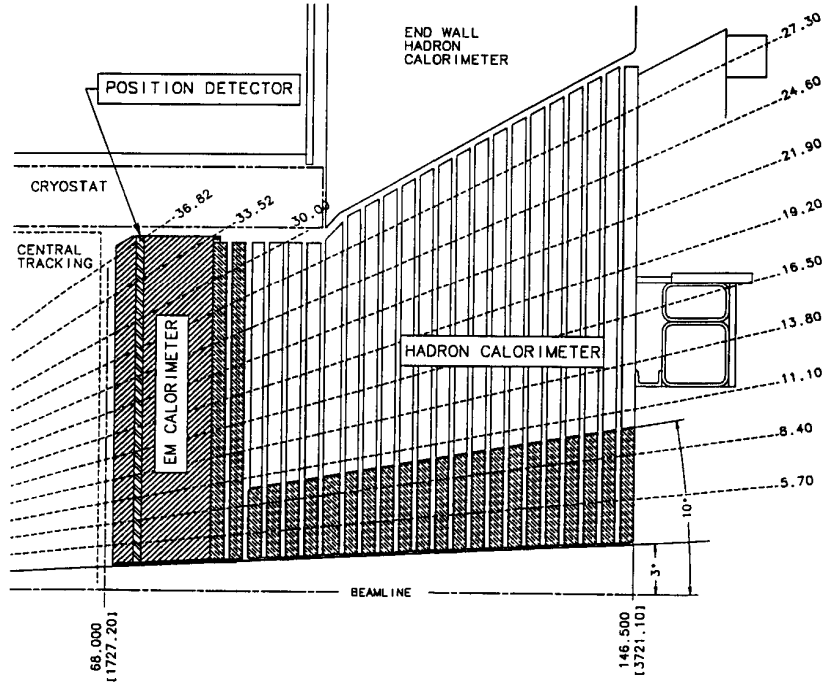 END WALL
HADRON
CALORIMETER
27.30
24.60
POSITION DETECTOR
21.90
CRYOSTAT
36.82
33.52
30.00
19.20
CENTRAL
TRACKING
16.50
EM CALORIMETER
HADRON CALORIMETER
13.80
11.10
8.40
5.70
10°
3°
BEAMLINE
68.000
[1727.20]
146.500
[3721.10]